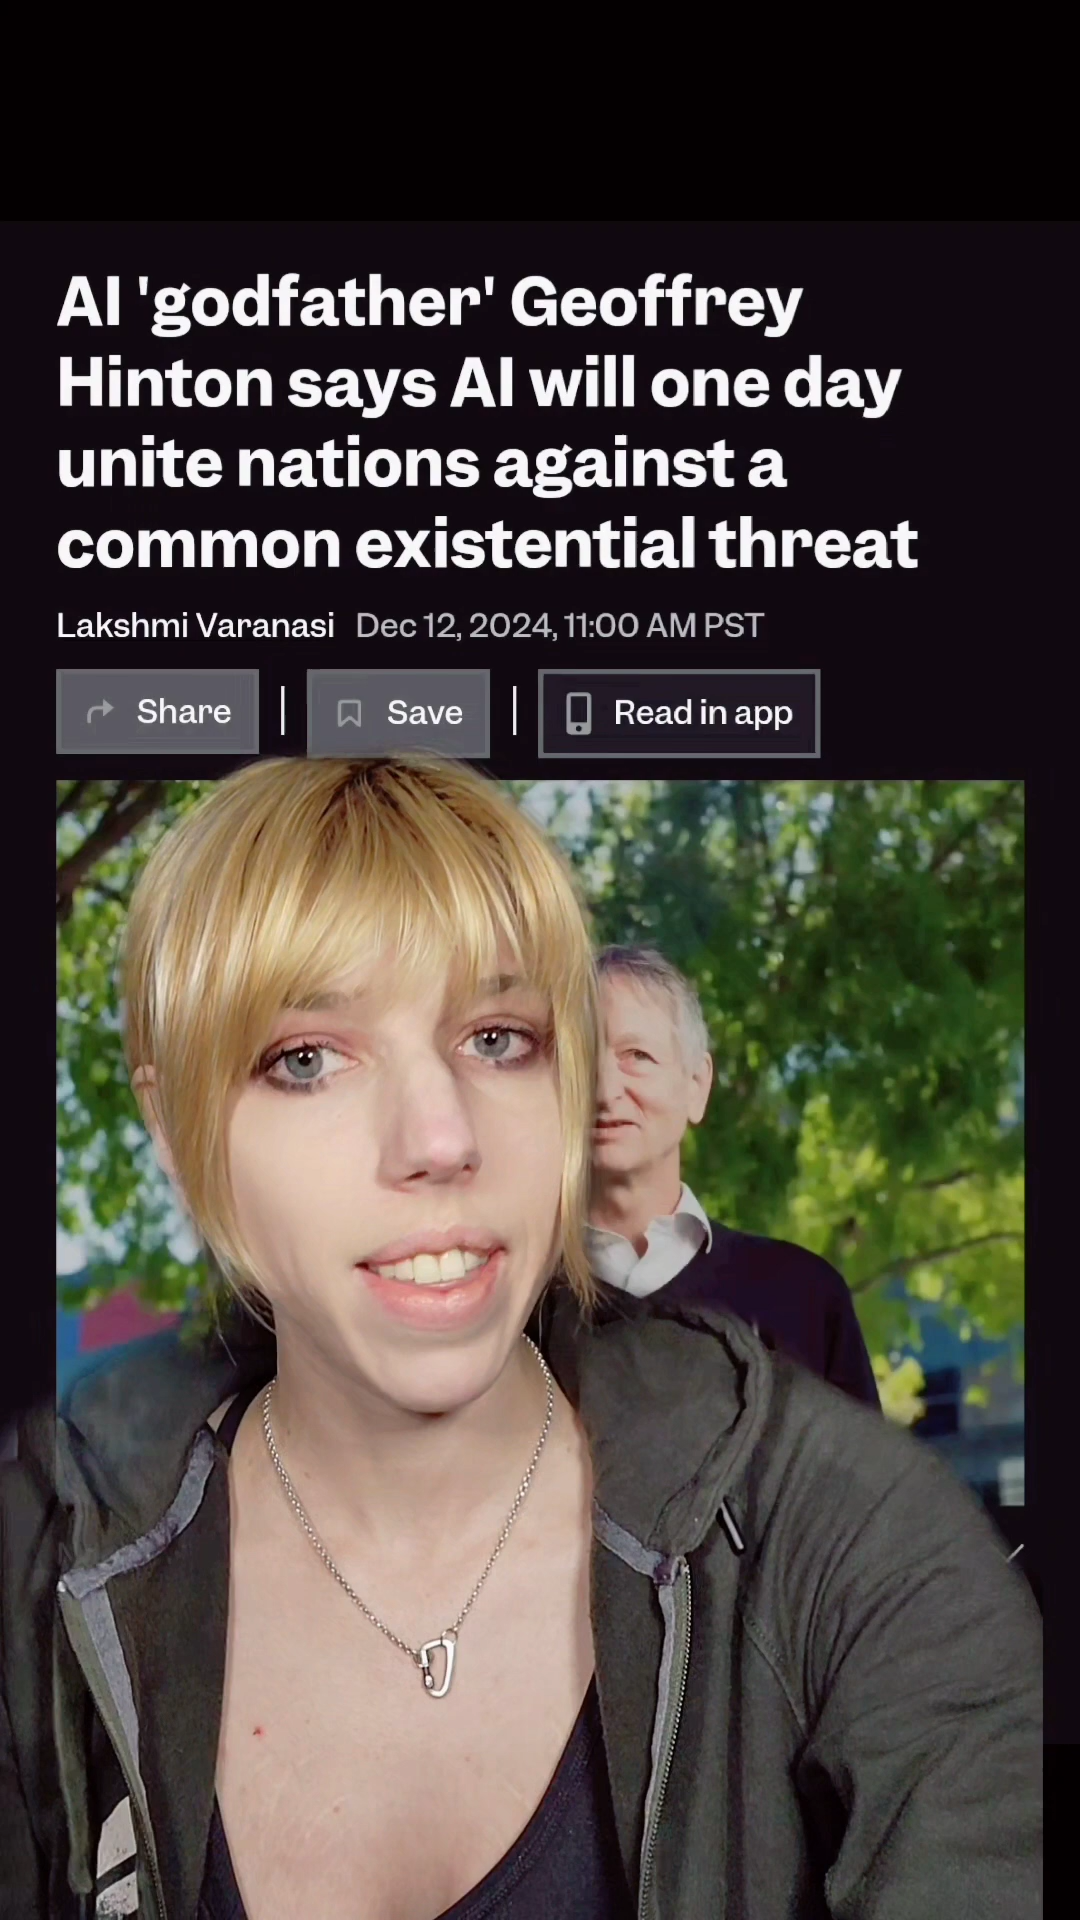 AI 'godfather' Geoffrey
Hinton says AI will one day
unite nations against a
common existential threat
Lakshmi Varanasi Dec 12, 2024, 11:00 AM PST
Share | Save | Read in app